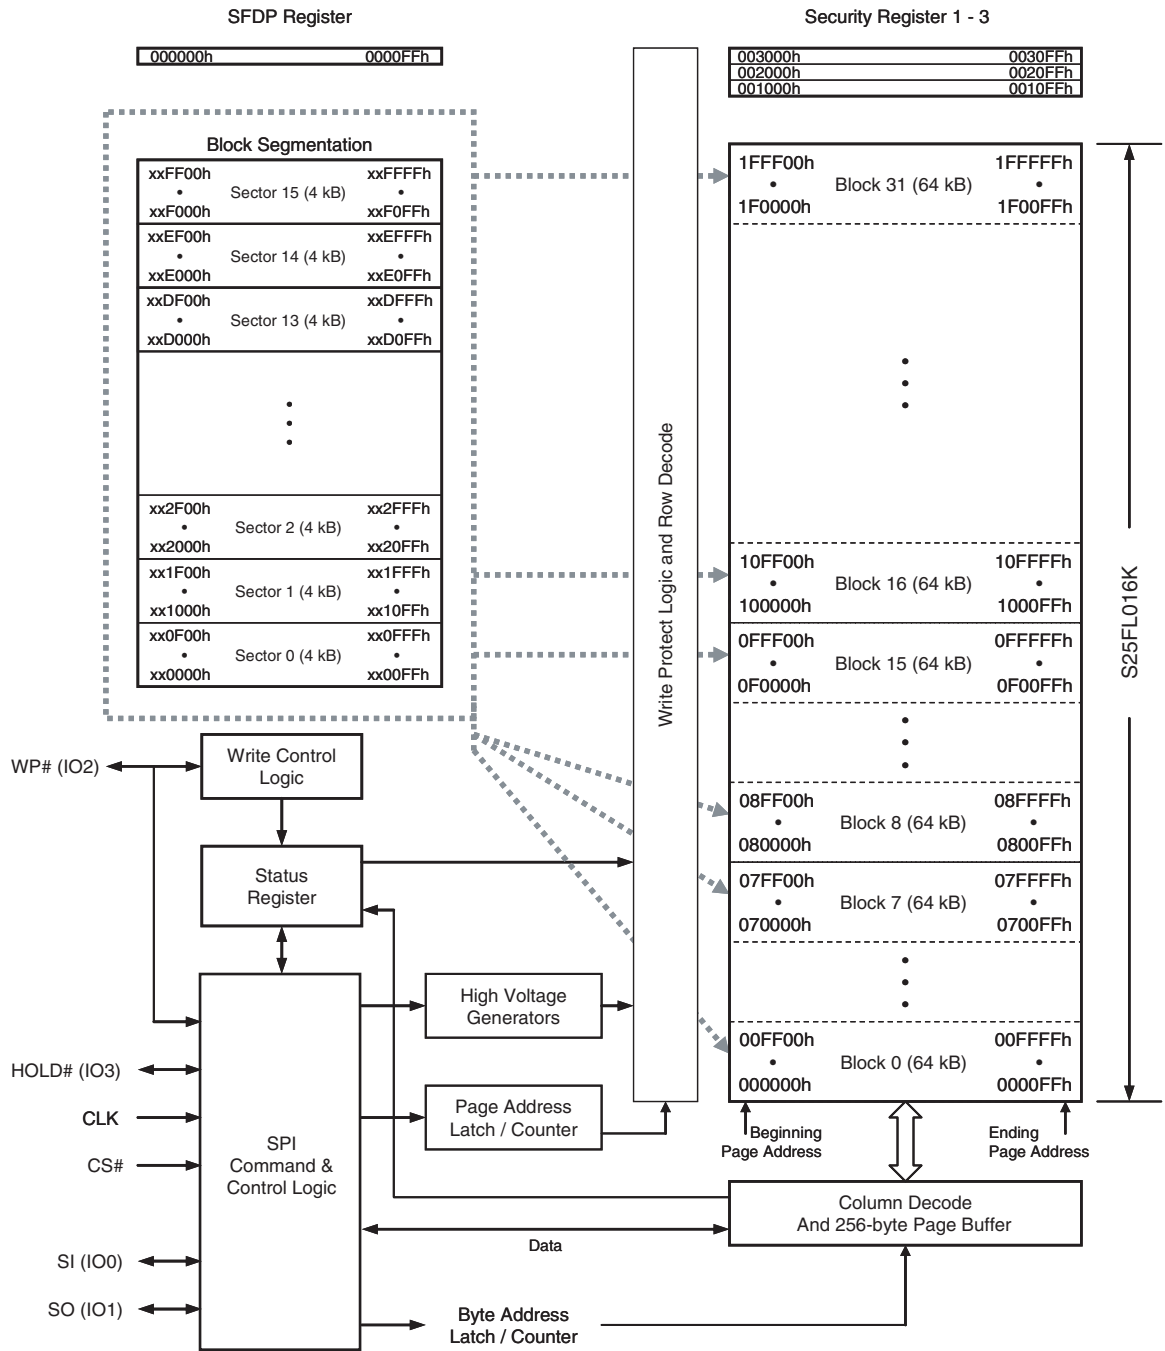 SFDP Register
000000h 0000FFh
Security Register 1 - 3
003000h 0030FFh
002000h 0020FFh
001000h 0010FFh
Block Segmentation
xxFF00h xxFFFFh
Sector 15 (4 kB)
xxF000h xxF0FFh
xxEF00h xxEFFFh
Sector 14 (4 kB)
xxE000h xxE0FFh
xxDF00h xxDFFFh
Sector 13 (4 kB)
xxD000h xxD0FFh
xx2F00h xx2FFFh
Sector 2 (4 kB)
xx2000h xx20FFh
xx1F00h xx1FFFh
Sector 1 (4 kB)
xx1000h xx10FFh
xx0F00h xx0FFFh
Sector 0 (4 kB)
xx0000h xx00FFh
Write Protect Logic and Row Decode
1FFF00h 1FFFFFh
Block 31 (64 kB)
1F0000h 1F00FFh
10FF00h 10FFFFh
Block 16 (64 kB)
100000h 1000FFh
0FFF00h 0FFFFFh
Block 15 (64 kB)
0F0000h 0F00FFh
08FF00h 08FFFFh
Block 8 (64 kB)
080000h 0800FFh
07FF00h 07FFFFh
Block 7 (64 kB)
070000h 0700FFh
00FF00h 00FFFFh
Block 0 (64 kB)
000000h 0000FFh
S25FL016K
Beginning
Page Address
Ending
Page Address
WP# (IO2)
Write Control
Logic
Status
Register
High Voltage
Generators
HOLD# (IO3)
CLK
CS#
SI (IO0)
SO (IO1)
SPI
Command &
Control Logic
Page Address
Latch / Counter
Column Decode
And 256-byte Page Buffer
Data
Byte Address
Latch / Counter